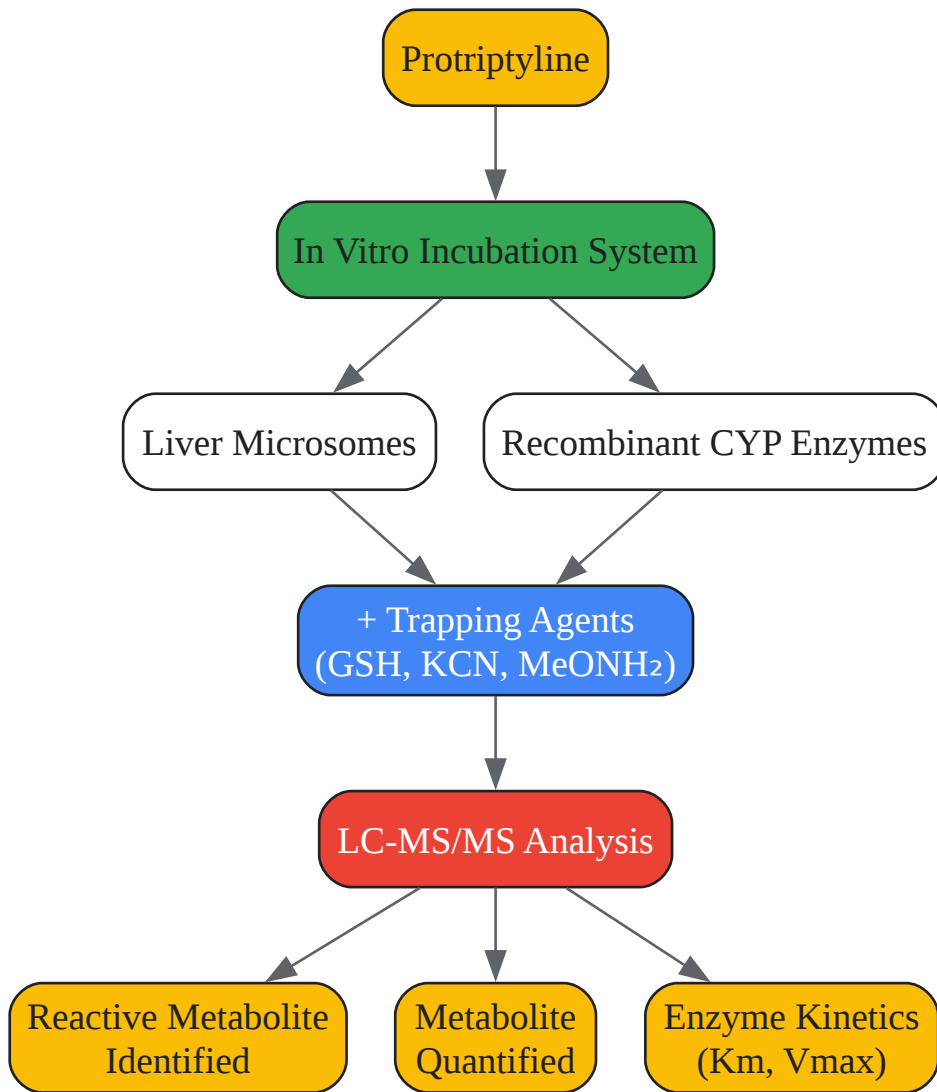 Protriptyline
In Vitro Incubation System
Liver Microsomes
Recombinant CYP Enzymes
+ Trapping Agents
(GSH, KCN, MeONH₂)
LC-MS/MS Analysis
Reactive Metabolite
Identified
Metabolite
Quantified
Enzyme Kinetics
(Km, Vmax)